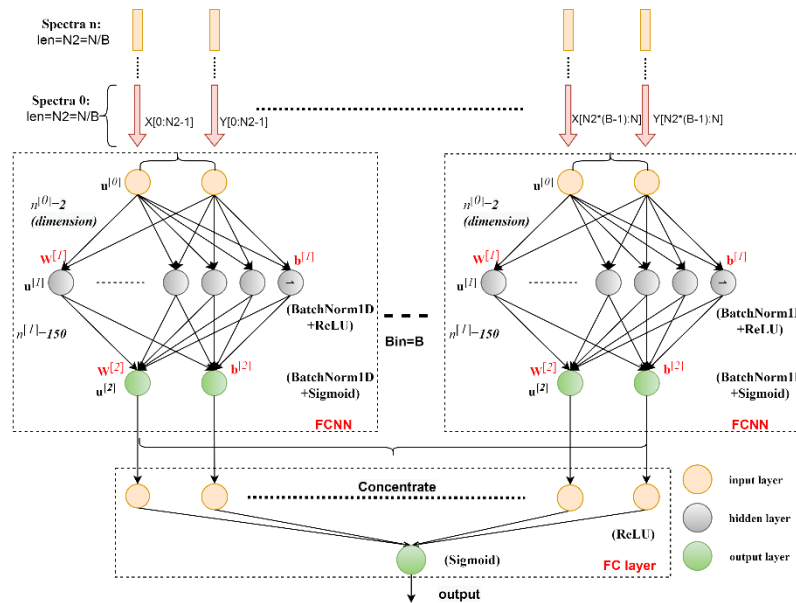 Spectra n:
len=N2=N/B
Spectra 0:
len=N2=N/B
X[0:N2-1]
Y[0:N2-1]
X[N2*(B-1):N]
Y[N2*(B-1):N]
u[0]
n[0]–2
(dimension)
W[1]
b[1]
u[1]
(BatchNorm1D
+ReLU)
n[1]–150
W[2]
b[2]
u[2]
(BatchNorm1D
+Sigmoid)
FCNN
Bin=B
u[0]
n[0]–2
(dimension)
W[1]
b[1]
u[1]
(BatchNorm1D
+ReLU)
n[1]–150
W[2]
b[2]
u[2]
(BatchNorm1D
+Sigmoid)
FCNN
Concentrate
(ReLU)
(Sigmoid)
FC layer
output
input layer
hidden layer
output layer